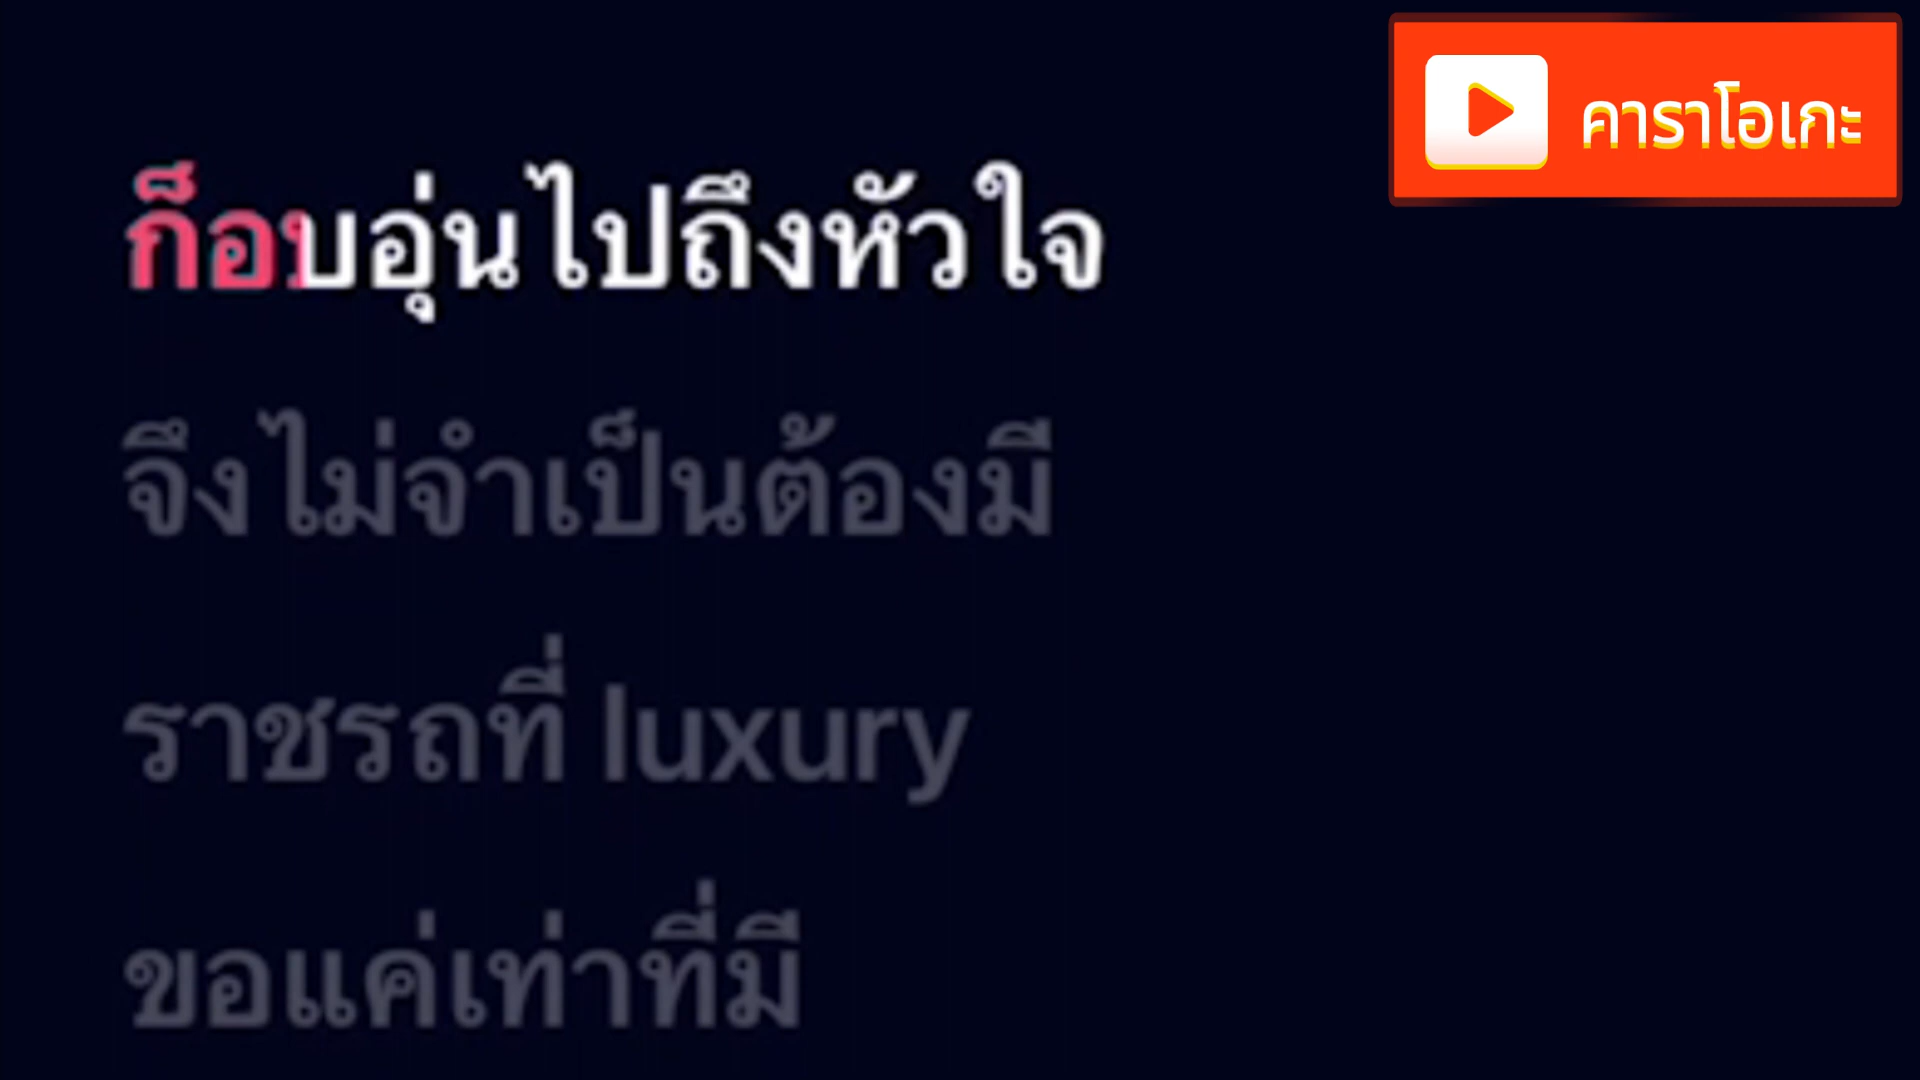 คาราโอเกะ
ก็อบอุ่นไปถึงหัวใจ
จึงไม่จำเป็นต้องมี
ราชรถที่ luxury
ขอแค่เท่าที่มี